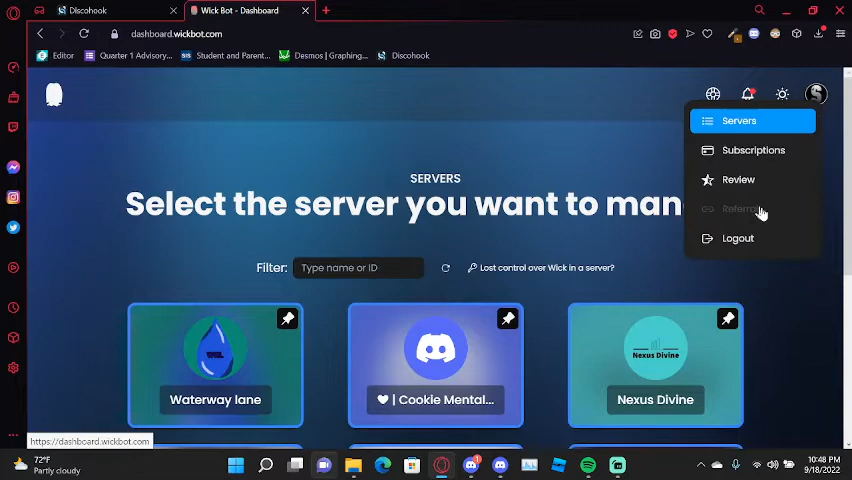 Discohook
Wick Bot - Dashboard
dashboard.wickbot.com
Editor
Quarter 1 Advisory...
SIS
Student and Parent...
Desmos | Graphing...
Discohook
Servers
Subscriptions
Review
Referral
Logout
SERVERS
Select the server you want to man
Filter:
Type name or ID
Lost control over Wick in a server?
Waterway lane
| Cookie Mental...
Nexus Divine
Nexus Divine
https://dashboard.wickbot.com
72°F
Partly cloudy
1
10:48 PM
9/18/2022